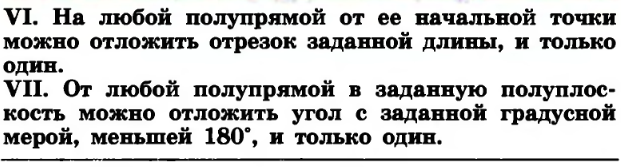 VI. На любой полупрямой от ее начальной точки
можно отложить отрезок заданной длины, и только
один.
VII. От любой полупрямой в заданную полуплос-
кость можно отложить угол с заданной градусной
мерой, меньшей 180°, и только один.